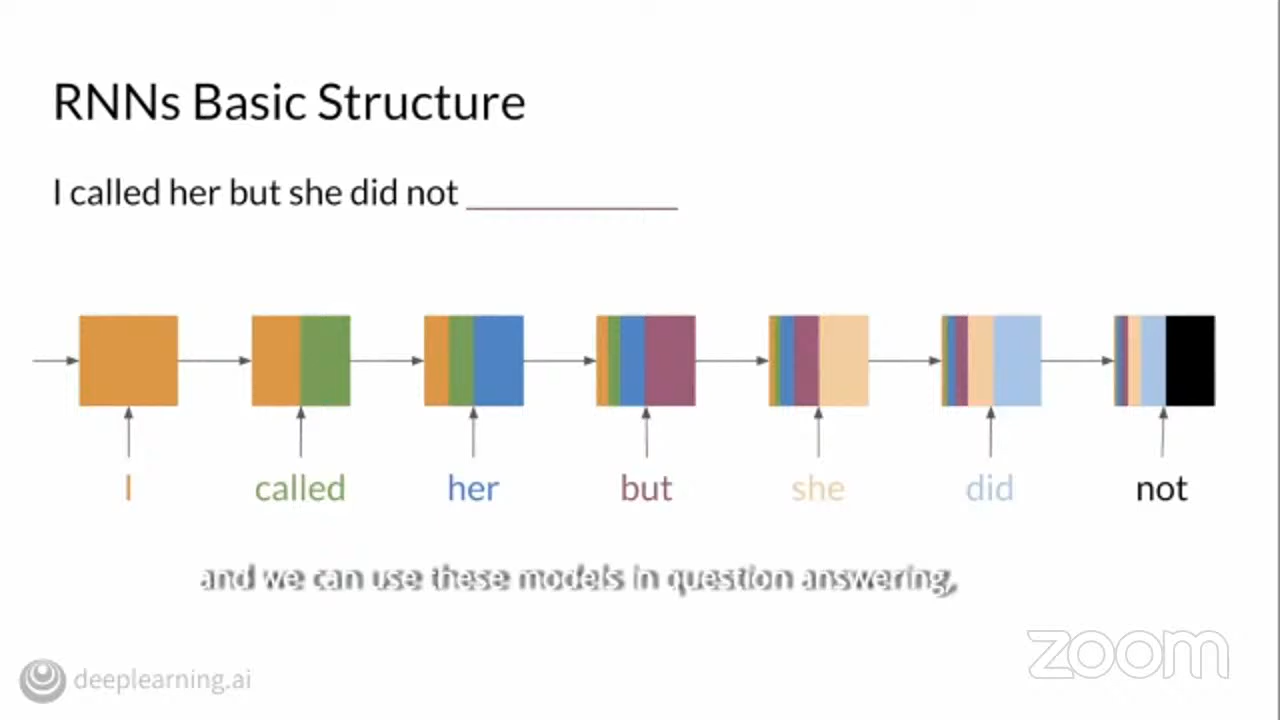 RNNs Basic Structure
I called her but she did not ___________
I called her but she did not
and we can use these models in question answering,
deeplearning.ai
zoom